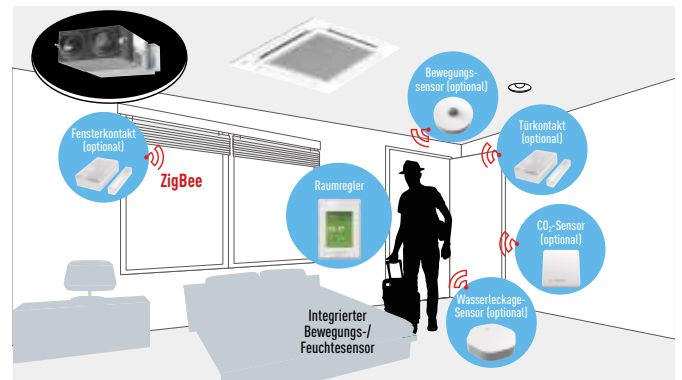 Bewegungs-
sensor (optional)
Fensterkontakt
(optional)
ZigBee
Türkontakt
(optional)
Raumregler
CO₂-Sensor
(optional)
Wasserleckage-
Sensor (optional)
Integrierter
Bewegungs-/
Feuchtesensor